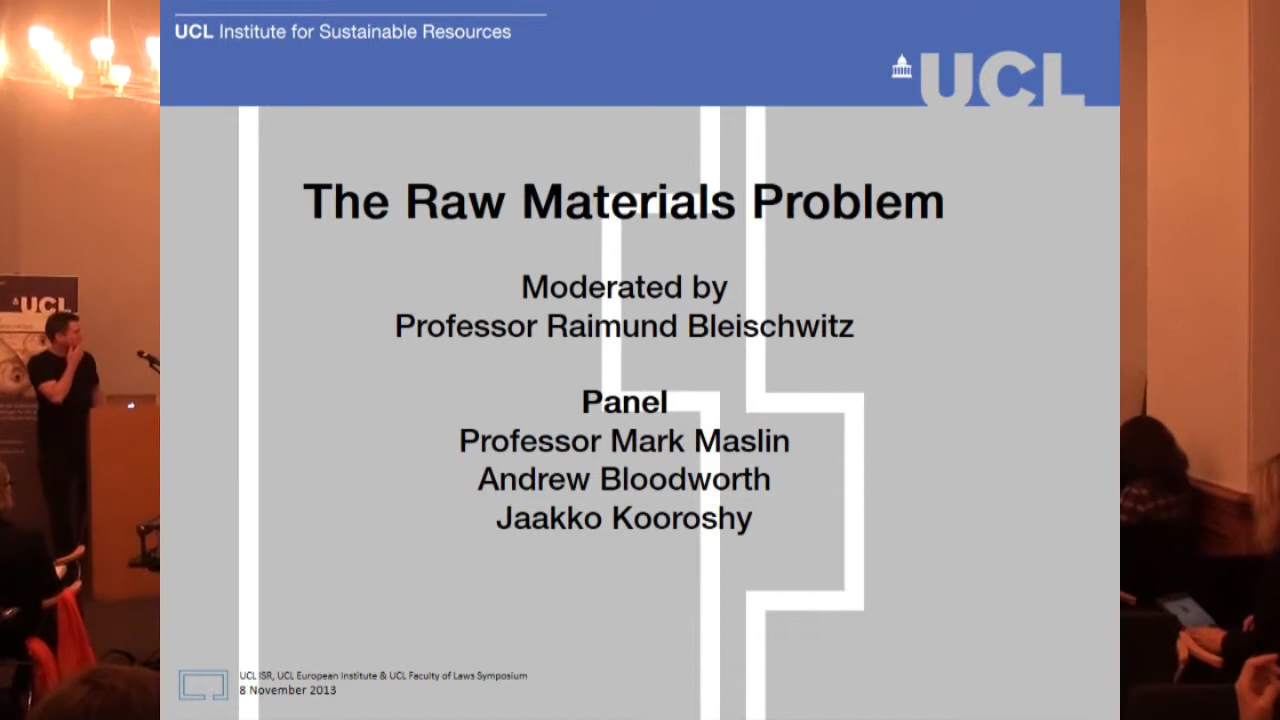 UCL Institute for Sustainable Resources
UCL
The Raw Materials Problem
Moderated by
Professor Raimund Bleischwitz
Panel
Professor Mark Maslin
Andrew Bloodworth
Jaakko Kooroshy
UCL ISR, UCL European Institute & UCL Faculty of Laws Symposium
8 November 2013
UCL